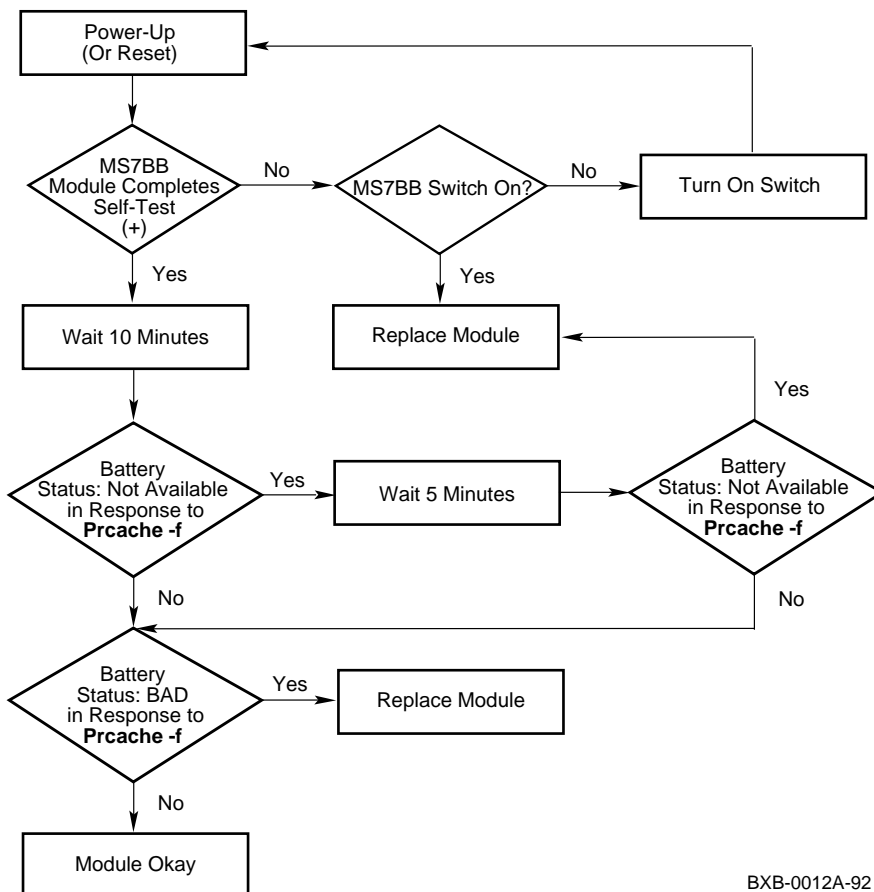 Power-Up
(Or Reset)
MS7BB
Module Completes
Self-Test
(+)
No
MS7BB Switch On?
No
Turn On Switch
Yes
Yes
Wait 10 Minutes
Replace Module
Yes
Battery
Status: Not Available
in Response to
Prcache -f
Yes
Wait 5 Minutes
Battery
Status: Not Available
in Response to
Prcache -f
No
No
Battery
Status: BAD
in Response to
Prcache -f
Yes
Replace Module
No
Module Okay
BXB-0012A-92